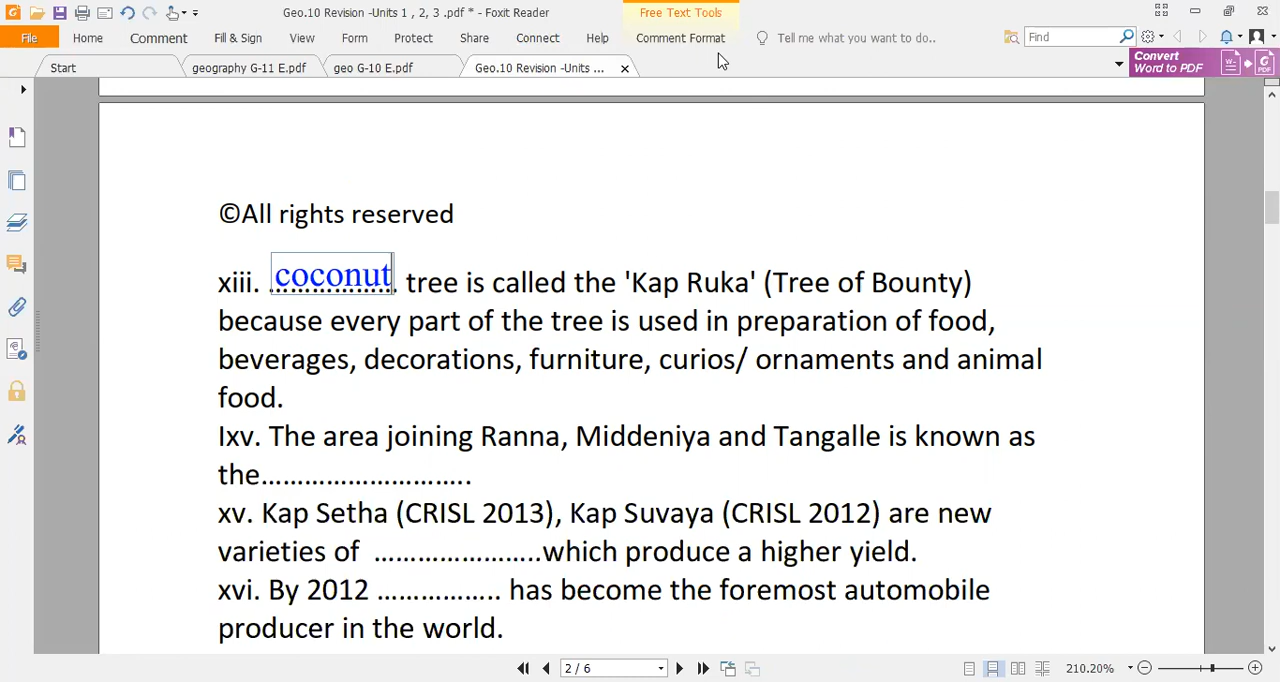 Geo.10 Revision -Units 1 , 2, 3 .pdf * - Foxit Reader
Free Text Tools
File
Home
Comment
Fill & Sign
View
Form
Protect
Share
Connect
Help
Comment Format
Tell me what you want to do..
Find
Start
geography G-11 E.pdf
geo G-10 E.pdf
Geo.10 Revision -Units ...
Convert
Word to PDF
©All rights reserved
xiii. coconut tree is called the 'Kap Ruka' (Tree of Bounty)
because every part of the tree is used in preparation of food,
beverages, decorations, furniture, curios/ ornaments and animal
food.
Ixv. The area joining Ranna, Middeniya and Tangalle is known as
the……………………….
xv. Kap Setha (CRISL 2013), Kap Suvaya (CRISL 2012) are new
varieties of …………………..which produce a higher yield.
xvi. By 2012 …………….. has become the foremost automobile
producer in the world.
2 / 6
210.20%